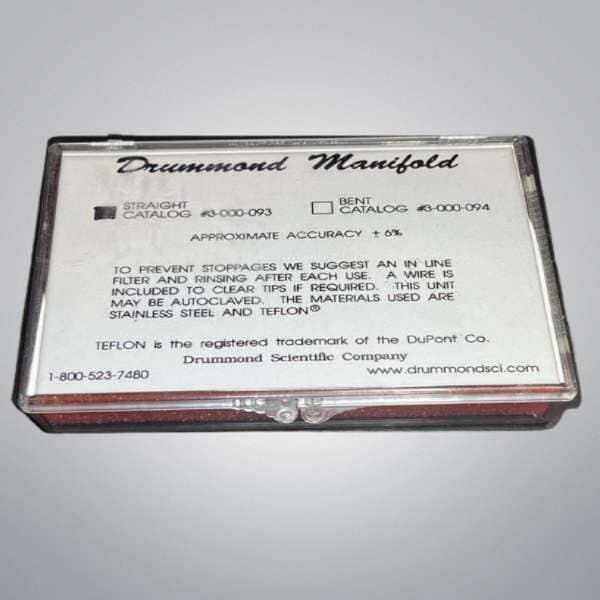 Drummond Manifold
STRAIGHT
CATALOG #3-000-093
BENT
CATALOG #3-000-094
APPROXIMATE ACCURACY ± 6%
TO PREVENT STOPPAGES WE SUGGEST AN IN LINE
FILTER AND RINSING AFTER EACH USE. A WIRE IS
INCLUDED TO CLEAR TIPS IF REQUIRED. THIS UNIT
MAY BE AUTOCLAVED. THE MATERIALS USED ARE
STAINLESS STEEL AND TEFLON®
TEFLON is the registered trademark of the DuPont Co.
Drummond Scientific Company
1-800-523-7480
www.drummondsci.com